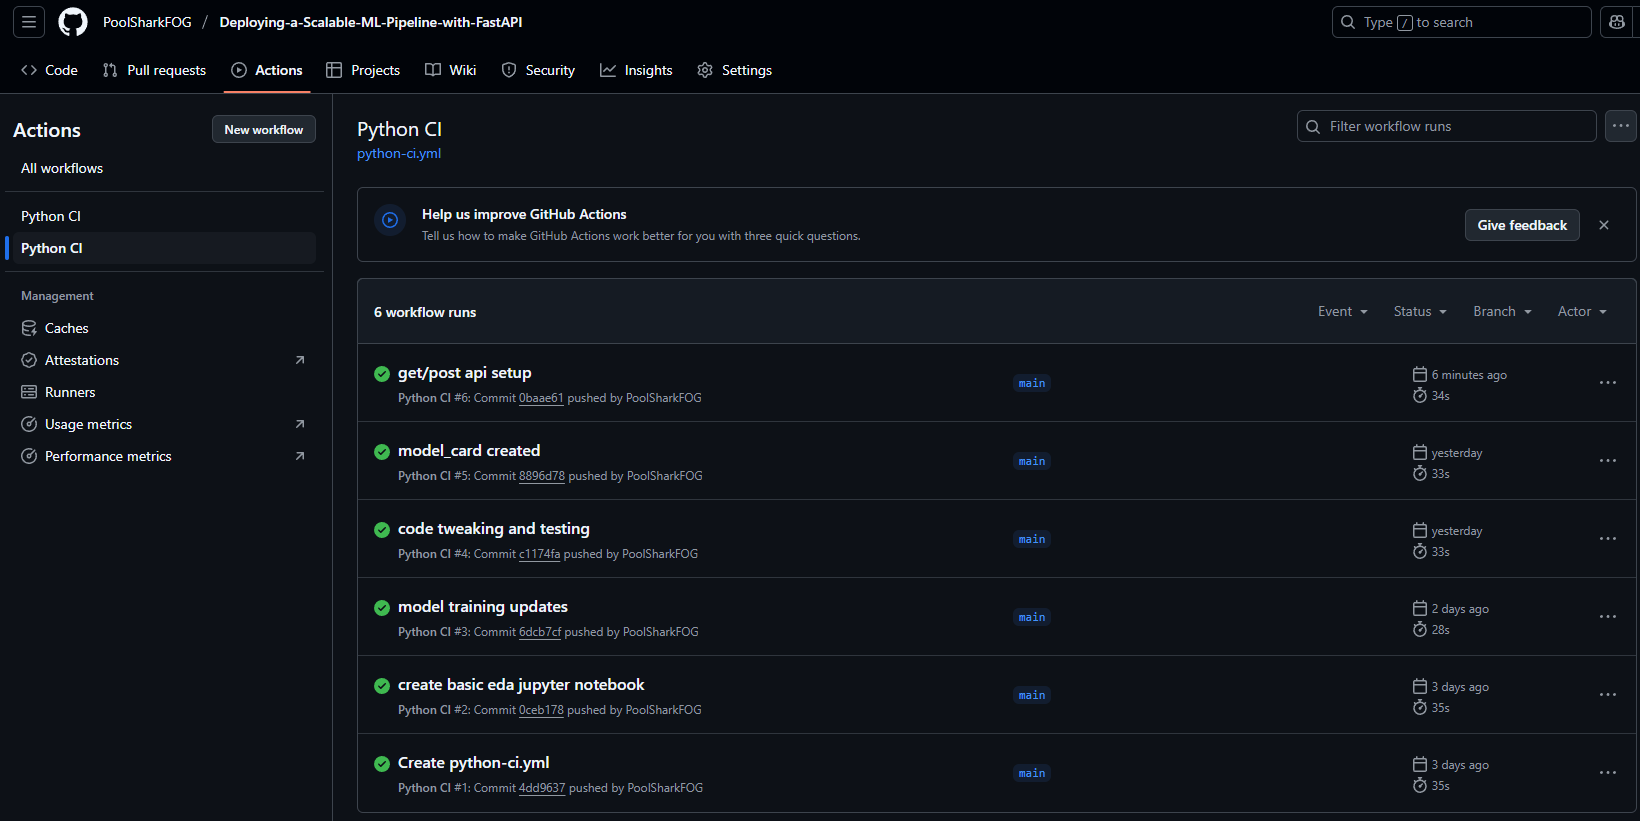 PoolSharkFOG / Deploying-a-Scalable-ML-Pipeline-with-FastAPI
Type / to search
Code
Pull requests
Actions
Projects
Wiki
Security
Insights
Settings
Actions
New workflow
All workflows
Python CI
Python CI
Management
Caches
Attestations
Runners
Usage metrics
Performance metrics
Python CI
python-ci.yml
Filter workflow runs
Help us improve GitHub Actions
Tell us how to make GitHub Actions work better for you with three quick questions.
Give feedback
6 workflow runs
Event
Status
Branch
Actor
get/post api setup
Python CI #6: Commit 0baae61 pushed by PoolSharkFOG
main
6 minutes ago
34s
model_card created
Python CI #5: Commit 8896d78 pushed by PoolSharkFOG
main
yesterday
33s
code tweaking and testing
Python CI #4: Commit c1174fa pushed by PoolSharkFOG
main
yesterday
33s
model training updates
Python CI #3: Commit 6dcb7cf pushed by PoolSharkFOG
main
2 days ago
28s
create basic eda jupyter notebook
Python CI #2: Commit 0ceb178 pushed by PoolSharkFOG
main
3 days ago
35s
Create python-ci.yml
Python CI #1: Commit 4dd9637 pushed by PoolSharkFOG
main
3 days ago
35s